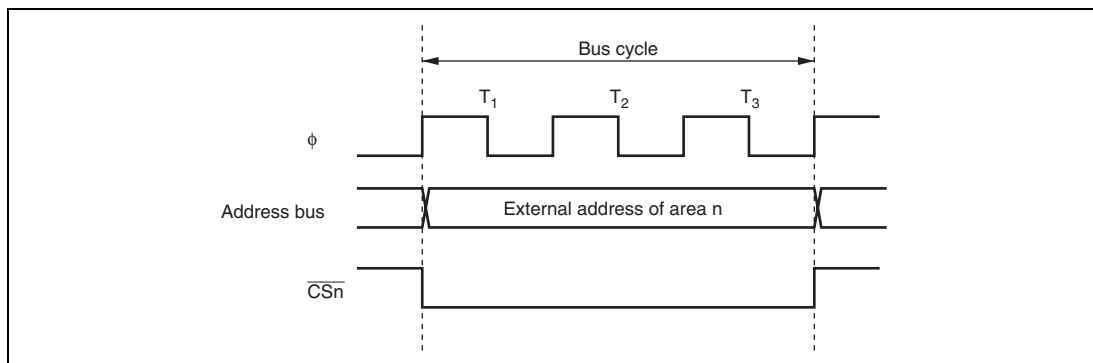 Bus cycle
T1 T2 T3
ϕ
Address bus External address of area n
CSn